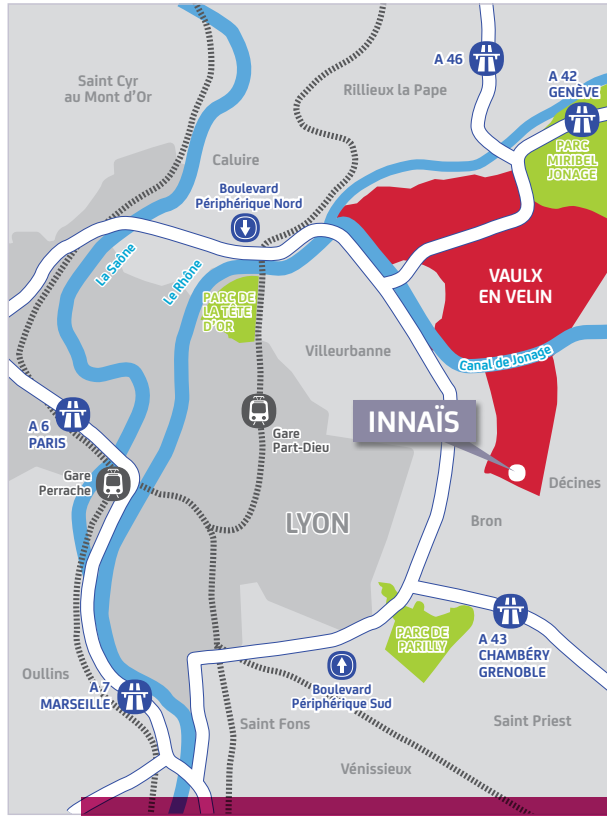 A 46
A 42
GENÈVE
Saint Cyr
au Mont d'Or
Rillieux la Pape
PARC
MIRIBEL
JONAGE
Caluire
Boulevard
Périphérique Nord
La Saône
Le Rhône
VAULX
EN VELIN
PARC DE
LA TÊTE
D'OR
Villeurbanne
Canal de Jonage
INNAÏS
A 6
PARIS
Gare
Part-Dieu
Gare
Perrache
Décines
LYON
Bron
PARC DE
PARILLY
A 43
CHAMBÉRY
GRENOBLE
Oullins
A 7
MARSEILLE
Boulevard
Périphérique Sud
Saint Fons
Saint Priest
Vénissieux